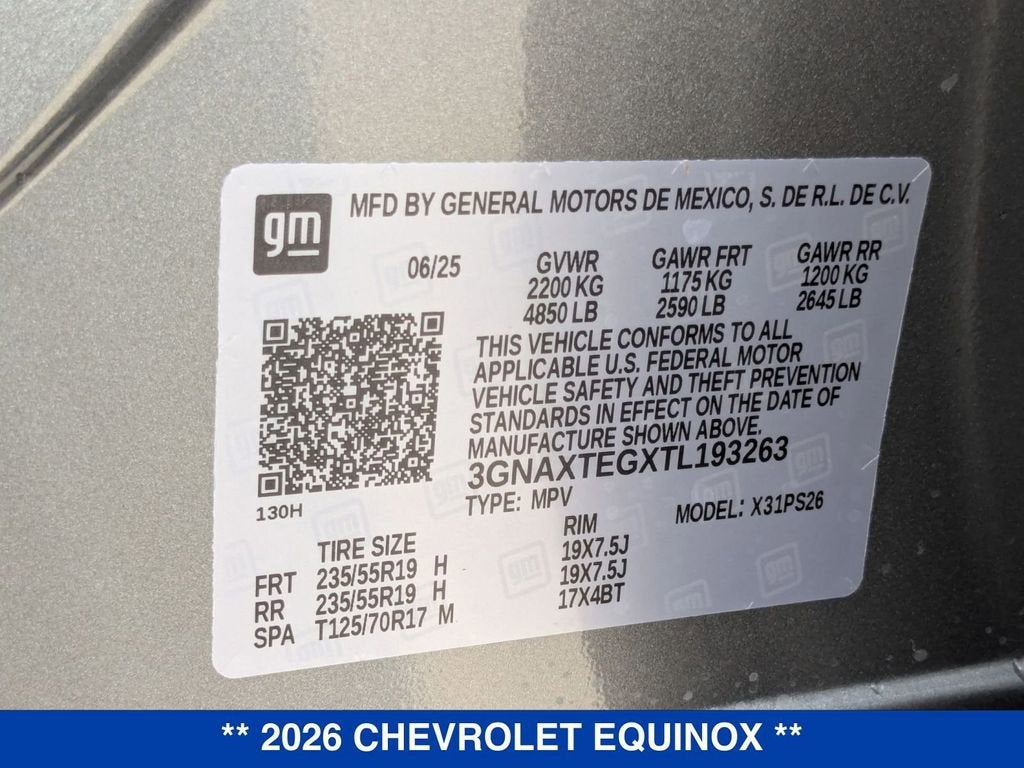 gm
MFD BY GENERAL MOTORS DE MEXICO, S. DE R.L. DE C.V.
06/25 GVWR GAWR FRT GAWR RR
2200 KG 1175 KG 1200 KG
4850 LB 2590 LB 2645 LB
THIS VEHICLE CONFORMS TO ALL
APPLICABLE U.S. FEDERAL MOTOR
VEHICLE SAFETY AND THEFT PREVENTION
STANDARDS IN EFFECT ON THE DATE OF
MANUFACTURE SHOWN ABOVE.
3GNAXTEGXTL193263
TYPE: MPV MODEL: X31PS26
130H
TIRE SIZE RIM
FRT 235/55R19 H 19X7.5J
RR 235/55R19 H 19X7.5J
SPA T125/70R17 M 17X4BT
** 2026 CHEVROLET EQUINOX **